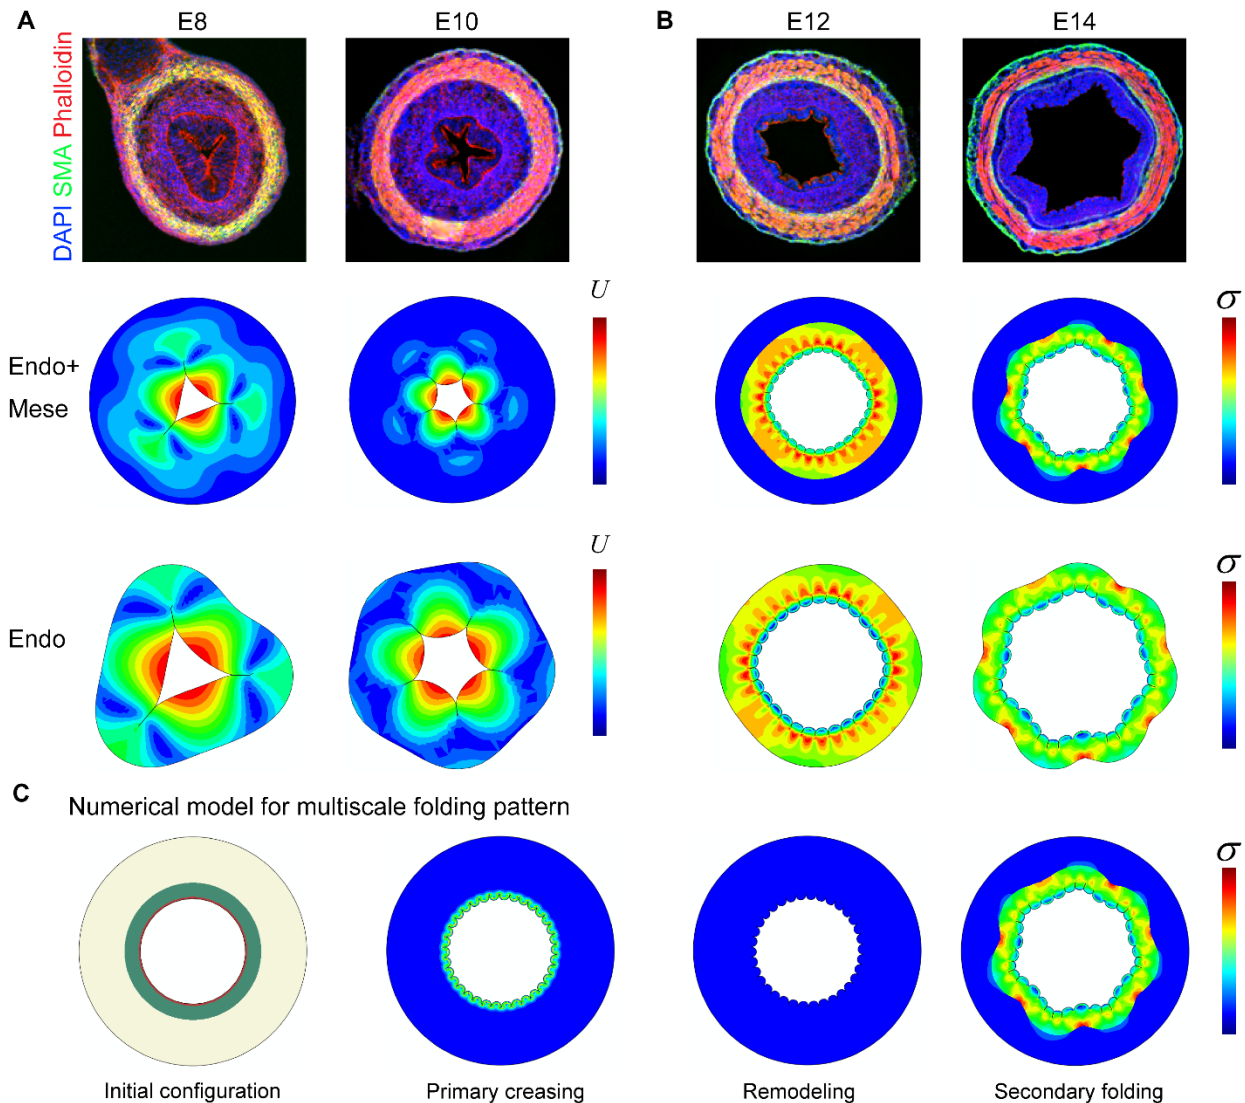 A
E8
E10
B
E12
E14
DAPI SMA Phalloidin
U
σ
Endo+
Mese
U
σ
Endo
C
Numerical model for multiscale folding pattern
σ
Initial configuration
Primary creasing
Remodeling
Secondary folding